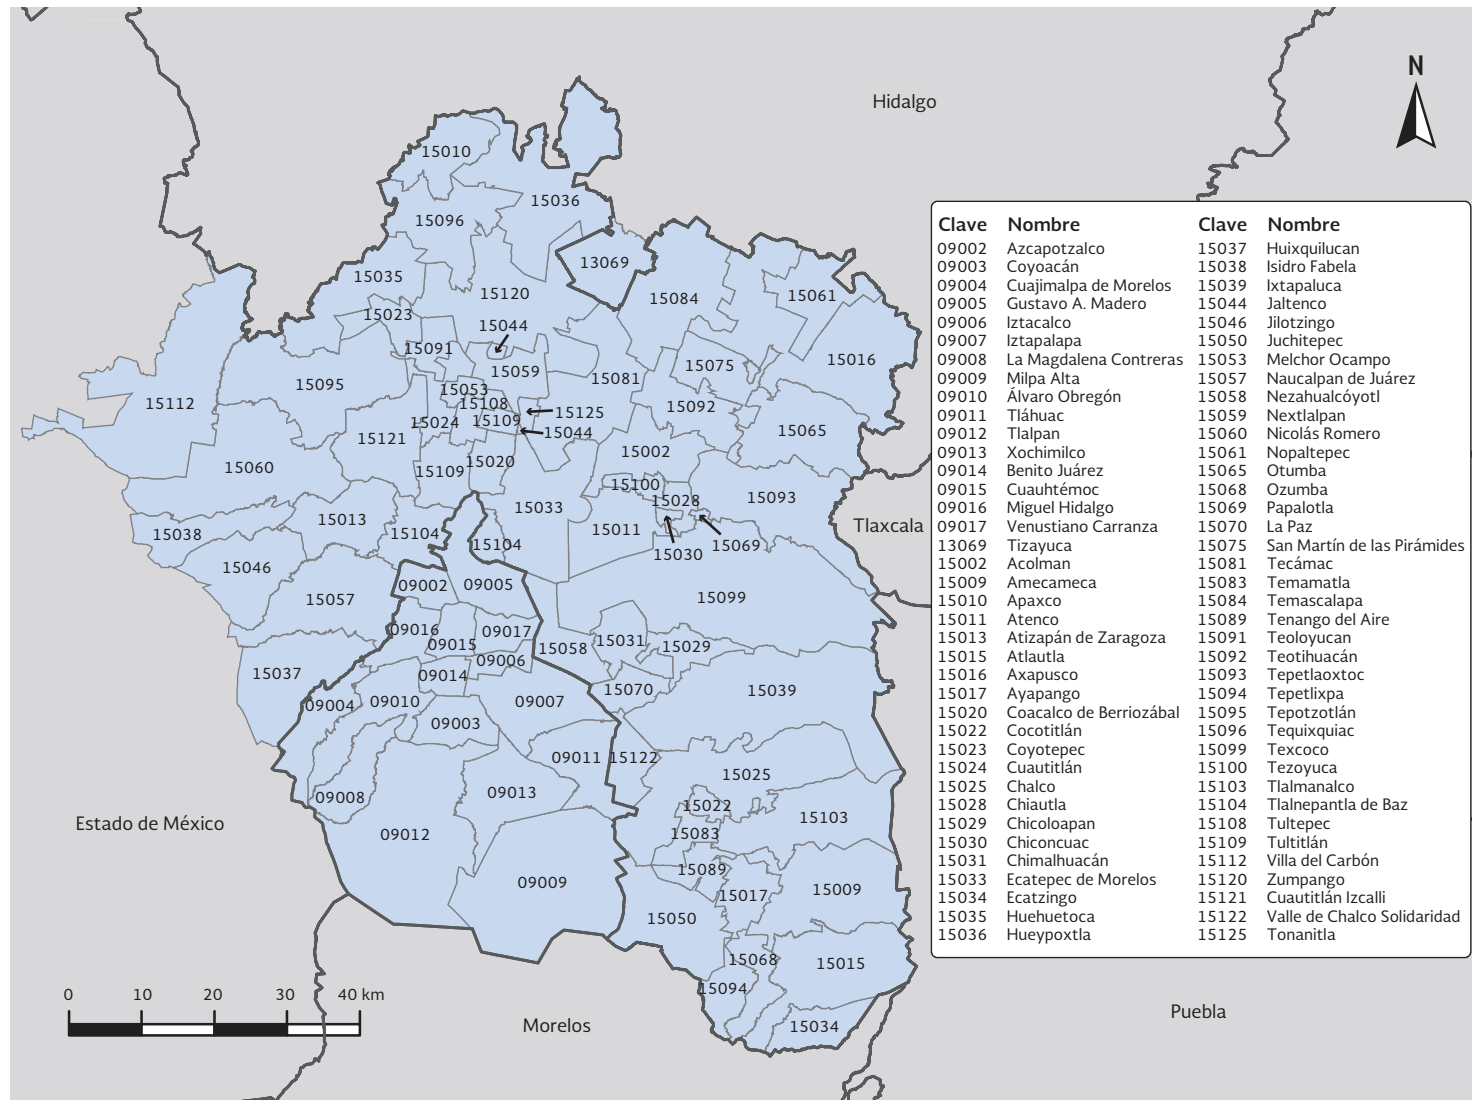 Hidalgo
N
15010
15036
15096
13069
15035
15120
15084
15061
15023
15044
15091
15016
15075
15059
15081
15095
15053
15112
15108
15092
15125
15024
15109
15065
15044
15121
15002
15020
15060
15109
15100
15093
15028
15033
15013
15011
15038
15104
15104
15069
15030
15046
09002
09005
15099
15057
09016
09017
15031
09015
15058
15029
09006
15037
09014
15070
15039
09004
09010
09007
09003
09011
15122
15025
09008
09013
15022
15103
09012
15083
15089
09009
15017
15009
15050
15068
15015
15094
15034
Tlaxcala
Estado de México
Morelos
Puebla
0 10 20 30 40 km
Clave Nombre Clave Nombre
09002 Azcapotzalco 15037 Huixquilucan
09003 Coyoacán 15038 Isidro Fabela
09004 Cuajimalpa de Morelos 15039 Ixtapaluca
09005 Gustavo A. Madero 15044 Jaltenco
09006 Iztacalco 15046 Jilotzingo
09007 Iztapalapa 15050 Juchitepec
09008 La Magdalena Contreras 15053 Melchor Ocampo
09009 Milpa Alta 15057 Naucalpan de Juárez
09010 Álvaro Obregón 15058 Nezahualcóyotl
09011 Tláhuac 15059 Nextlalpan
09012 Tlalpan 15060 Nicolás Romero
09013 Xochimilco 15061 Nopaltepec
09014 Benito Juárez 15065 Otumba
09015 Cuauhtémoc 15068 Ozumba
09016 Miguel Hidalgo 15069 Papalotla
09017 Venustiano Carranza 15070 La Paz
13069 Tizayuca 15075 San Martín de las Pirámides
15002 Acolman 15081 Tecámac
15009 Amecameca 15083 Temamatla
15010 Apaxco 15084 Temascalapa
15011 Atenco 15089 Tenango del Aire
15013 Atizapán de Zaragoza 15091 Teoloyucan
15015 Atlautla 15092 Teotihuacán
15016 Axapusco 15093 Tepetlaoxtoc
15017 Ayapango 15094 Tepetlixpa
15020 Coacalco de Berriozábal 15095 Tepotzotlán
15022 Cocotitlán 15096 Tequixquiac
15023 Coyotepec 15099 Texcoco
15024 Cuautitlán 15100 Tezoyuca
15025 Chalco 15103 Tlalmanalco
15028 Chiautla 15104 Tlalnepantla de Baz
15029 Chicoloapan 15108 Tultepec
15030 Chiconcuac 15109 Tultitlán
15031 Chimalhuacán 15112 Villa del Carbón
15033 Ecatepec de Morelos 15120 Zumpango
15034 Ecatzingo 15121 Cuautitlán Izcalli
15035 Huehuetoca 15122 Valle de Chalco Solidaridad
15036 Hueypoxtla 15125 Tonanitla